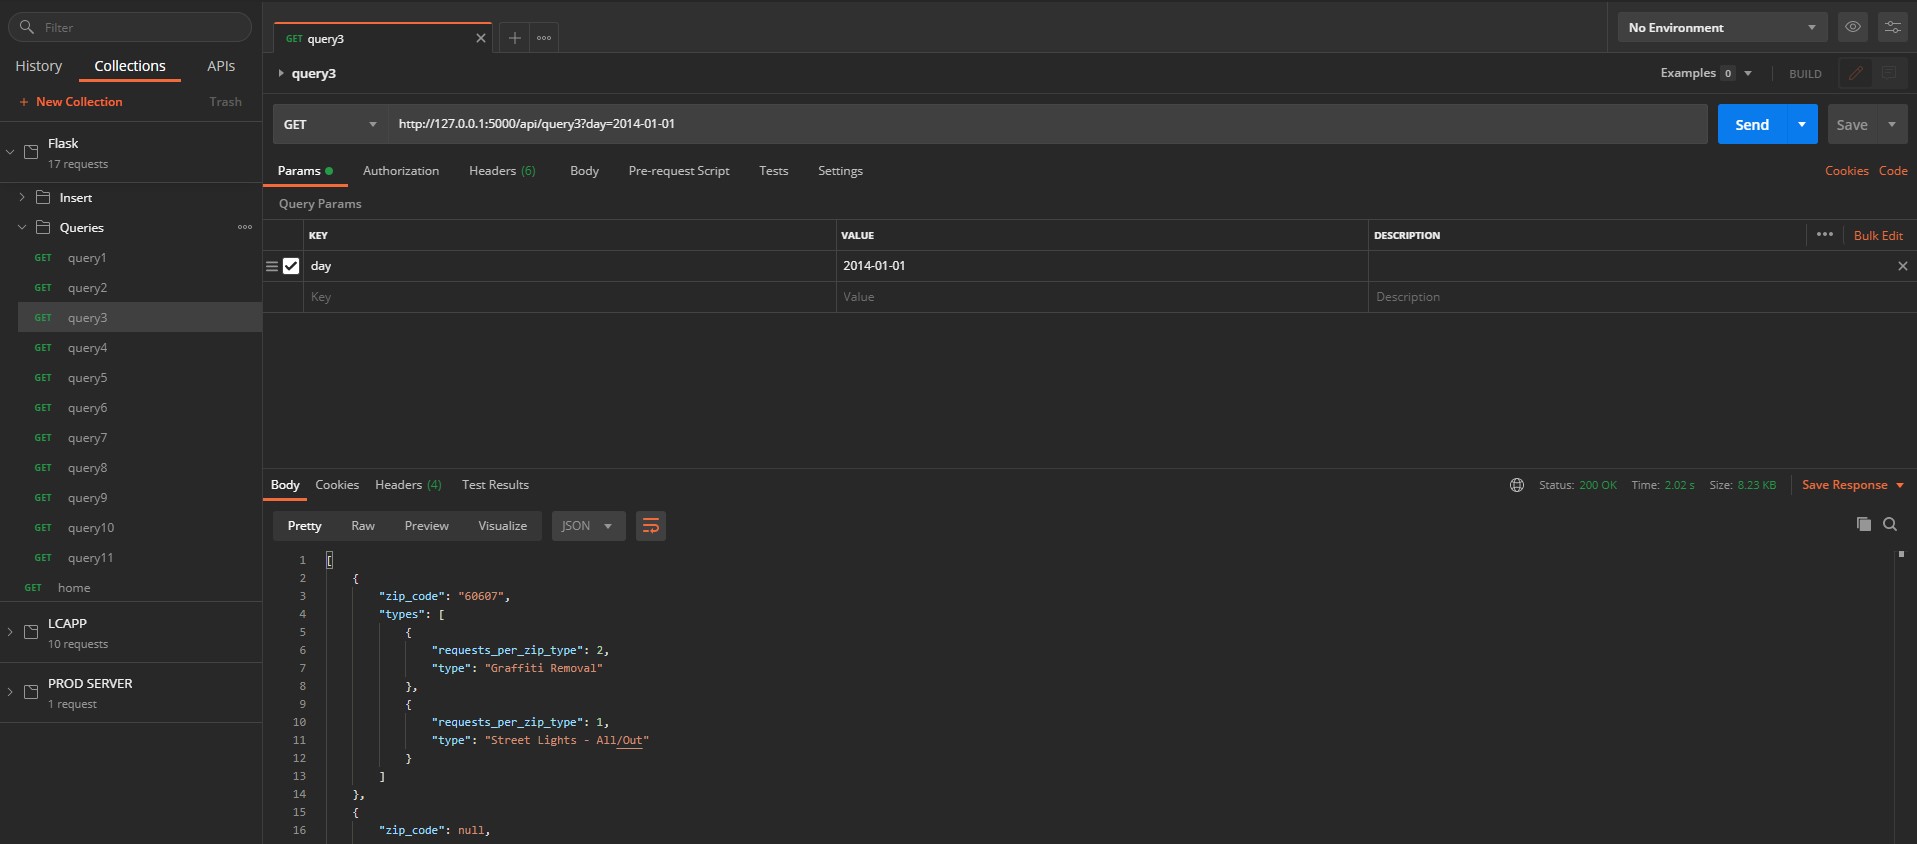 Filter
History Collections APIs
+ New Collection Trash
Flask
17 requests
Insert
Queries
GET query1
GET query2
GET query3
GET query4
GET query5
GET query6
GET query7
GET query8
GET query9
GET query10
GET query11
GET home
LCAPP
10 requests
PROD SERVER
1 request
GET query3
No Environment
query3
Examples 0 BUILD
GET http://127.0.0.1:5000/api/query3?day=2014-01-01 Send Save
Params Authorization Headers (6) Body Pre-request Script Tests Settings Cookies Code
Query Params
KEY VALUE DESCRIPTION Bulk Edit
day 2014-01-01
Key Value Description
Body Cookies Headers (4) Test Results Status: 200 OK Time: 2.02 s Size: 8.23 KB Save Response
Pretty Raw Preview Visualize JSON
1 [
2 {
3 "zip_code": "60607",
4 "types": [
5 {
6 "requests_per_zip_type": 2,
7 "type": "Graffiti Removal"
8 },
9 {
10 "requests_per_zip_type": 1,
11 "type": "Street Lights - All/Out"
12 }
13 ]
14 },
15 {
16 "zip_code": null,